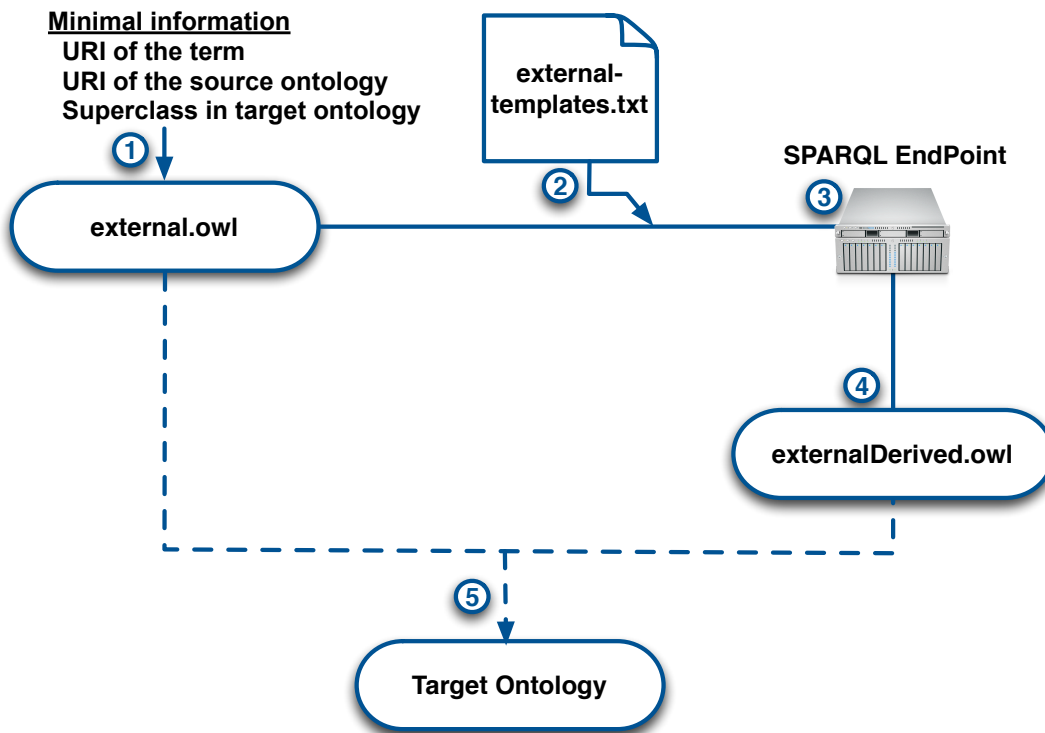 Minimal information
URI of the term
URI of the source ontology
Superclass in target ontology
1
external.owl
external-
templates.txt
2
SPARQL EndPoint
3
4
externalDerived.owl
5
Target Ontology